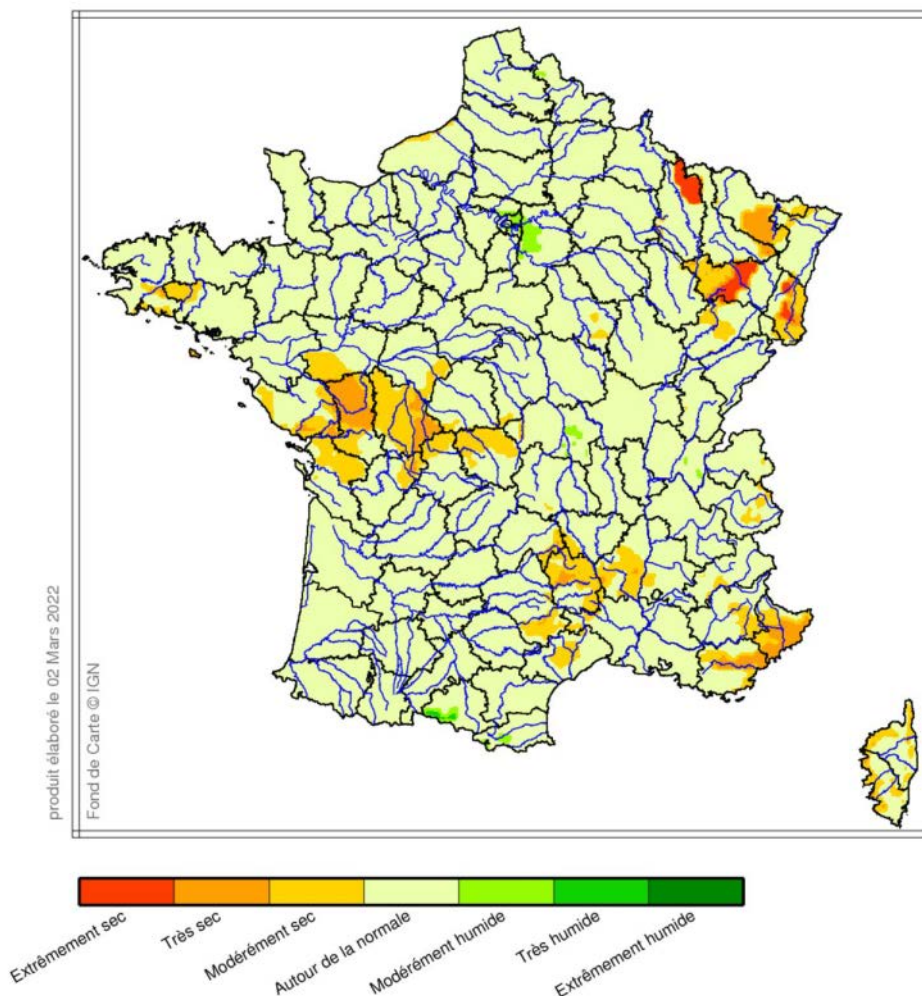 produit élaboré le 02 Mars 2022
Fond de Carte © IGN
Extrêmement sec
Très sec
Modérément sec
Autour de la normale
Modérément humide
Très humide
Extrêmement humide